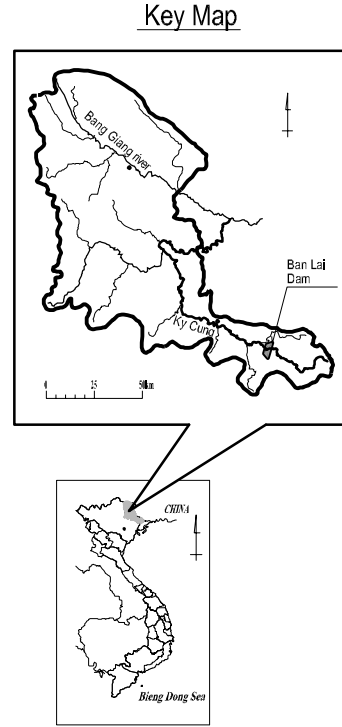 Key Map
Bang Giang river
Ban Lai
Dam
Ky Cung
0 25 50km
CHINA
Bieng Dong Sea